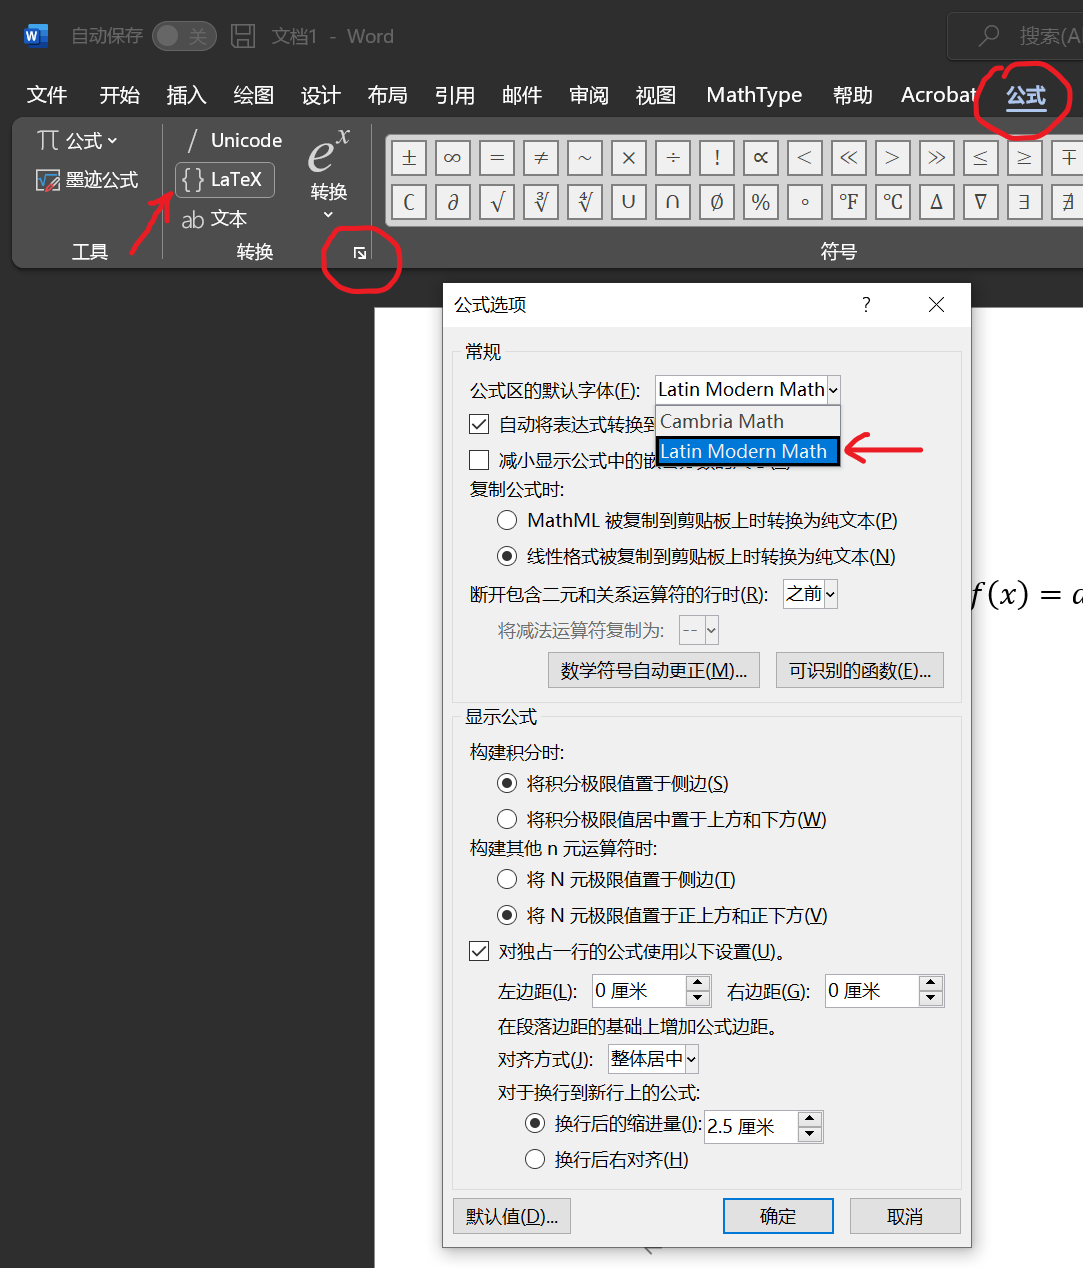 自动保存 关 文档1 - Word 搜索(A
文件 开始 插入 绘图 设计 布局 引用 邮件 审阅 视图 MathType 帮助 Acrobat 公式
π 公式 / Unicode eˣ ± ∞ = ≠ ~ × ÷ ! ∝ < ≪ > ≫ ≤ ≥ ∓
墨迹公式 {} LaTeX 转换 ∁ ∂ √ ∛ ∜ ∪ ∩ ∅ % ° ℉ ℃ ∆ ∇ ∃ ∄
ab 文本
工具 转换 符号
公式选项 ?
常规
公式区的默认字体(F): Latin Modern Math
自动将表达式转换到 Cambria Math
Latin Modern Math
减小显示公式中的嵌
复制公式时:
MathML 被复制到剪贴板上时转换为纯文本(P)
线性格式被复制到剪贴板上时转换为纯文本(N)
断开包含二元和关系运算符的行时(R): 之前
f(x) =
将减法运算符复制为: --
数学符号自动更正(M)... 可识别的函数(E)...
显示公式
构建积分时:
将积分极限值置于侧边(S)
将积分极限值居中置于上方和下方(W)
构建其他 n 元运算符时:
将 N 元极限值置于侧边(T)
将 N 元极限值置于正上方和正下方(V)
对独占一行的公式使用以下设置(U)。
左边距(L): 0 厘米 右边距(G): 0 厘米
在段落边距的基础上增加公式边距。
对齐方式(J): 整体居中
对于换行到新行上的公式:
换行后的缩进量(I): 2.5 厘米
换行后右对齐(H)
默认值(D)... 确定 取消